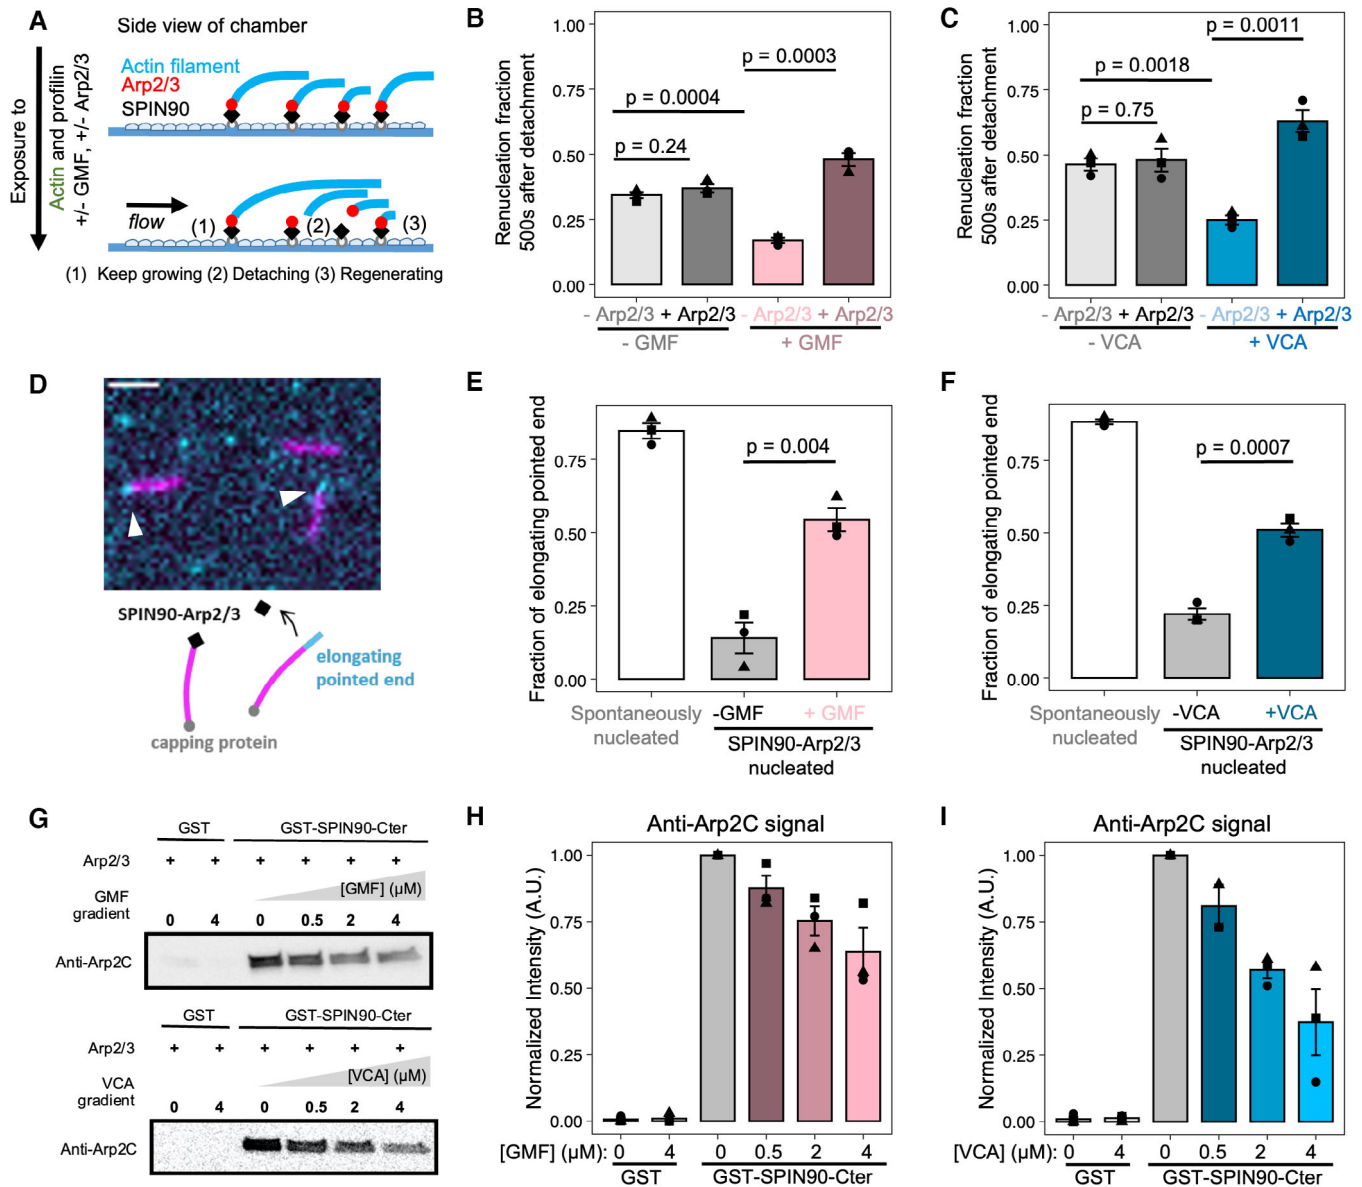 A
Side view of chamber
Exposure to
Actin and profilin
+/- GMF, +/- Arp2/3
Actin filament
Arp2/3
SPIN90
flow
(1)
(2)
(3)
(1) Keep growing (2) Detaching (3) Regenerating
B
Renucleation fraction
500s after detachment
1.00
0.75
0.50
0.25
0.00
p = 0.0003
p = 0.0004
p = 0.24
- Arp2/3 + Arp2/3 - Arp2/3 + Arp2/3
- GMF + GMF
C
Renucleation fraction
500s after detachment
1.00
0.75
0.50
0.25
0.00
p = 0.0011
p = 0.0018
p = 0.75
- Arp2/3 + Arp2/3 - Arp2/3 + Arp2/3
- VCA + VCA
D
SPIN90-Arp2/3
elongating
pointed end
capping protein
E
Fraction of elongating pointed end
0.75
0.50
0.25
0.00
p = 0.004
Spontaneously
nucleated
-GMF + GMF
SPIN90-Arp2/3
nucleated
F
Fraction of elongating pointed end
0.75
0.50
0.25
0.00
p = 0.0007
Spontaneously
nucleated
-VCA +VCA
SPIN90-Arp2/3
nucleated
G
GST GST-SPIN90-Cter
Arp2/3 + + + + + +
[GMF] (μM)
GMF
gradient
0 4 0 0.5 2 4
Anti-Arp2C
GST GST-SPIN90-Cter
Arp2/3 + + + + + +
[VCA] (μM)
VCA
gradient
0 4 0 0.5 2 4
Anti-Arp2C
H
Anti-Arp2C signal
Normalized Intensity (A.U.)
1.00
0.75
0.50
0.25
0.00
[GMF] (μM): 0 4 0 0.5 2 4
GST GST-SPIN90-Cter
I
Anti-Arp2C signal
Normalized Intensity (A.U.)
1.00
0.75
0.50
0.25
0.00
[VCA] (μM): 0 4 0 0.5 2 4
GST GST-SPIN90-Cter